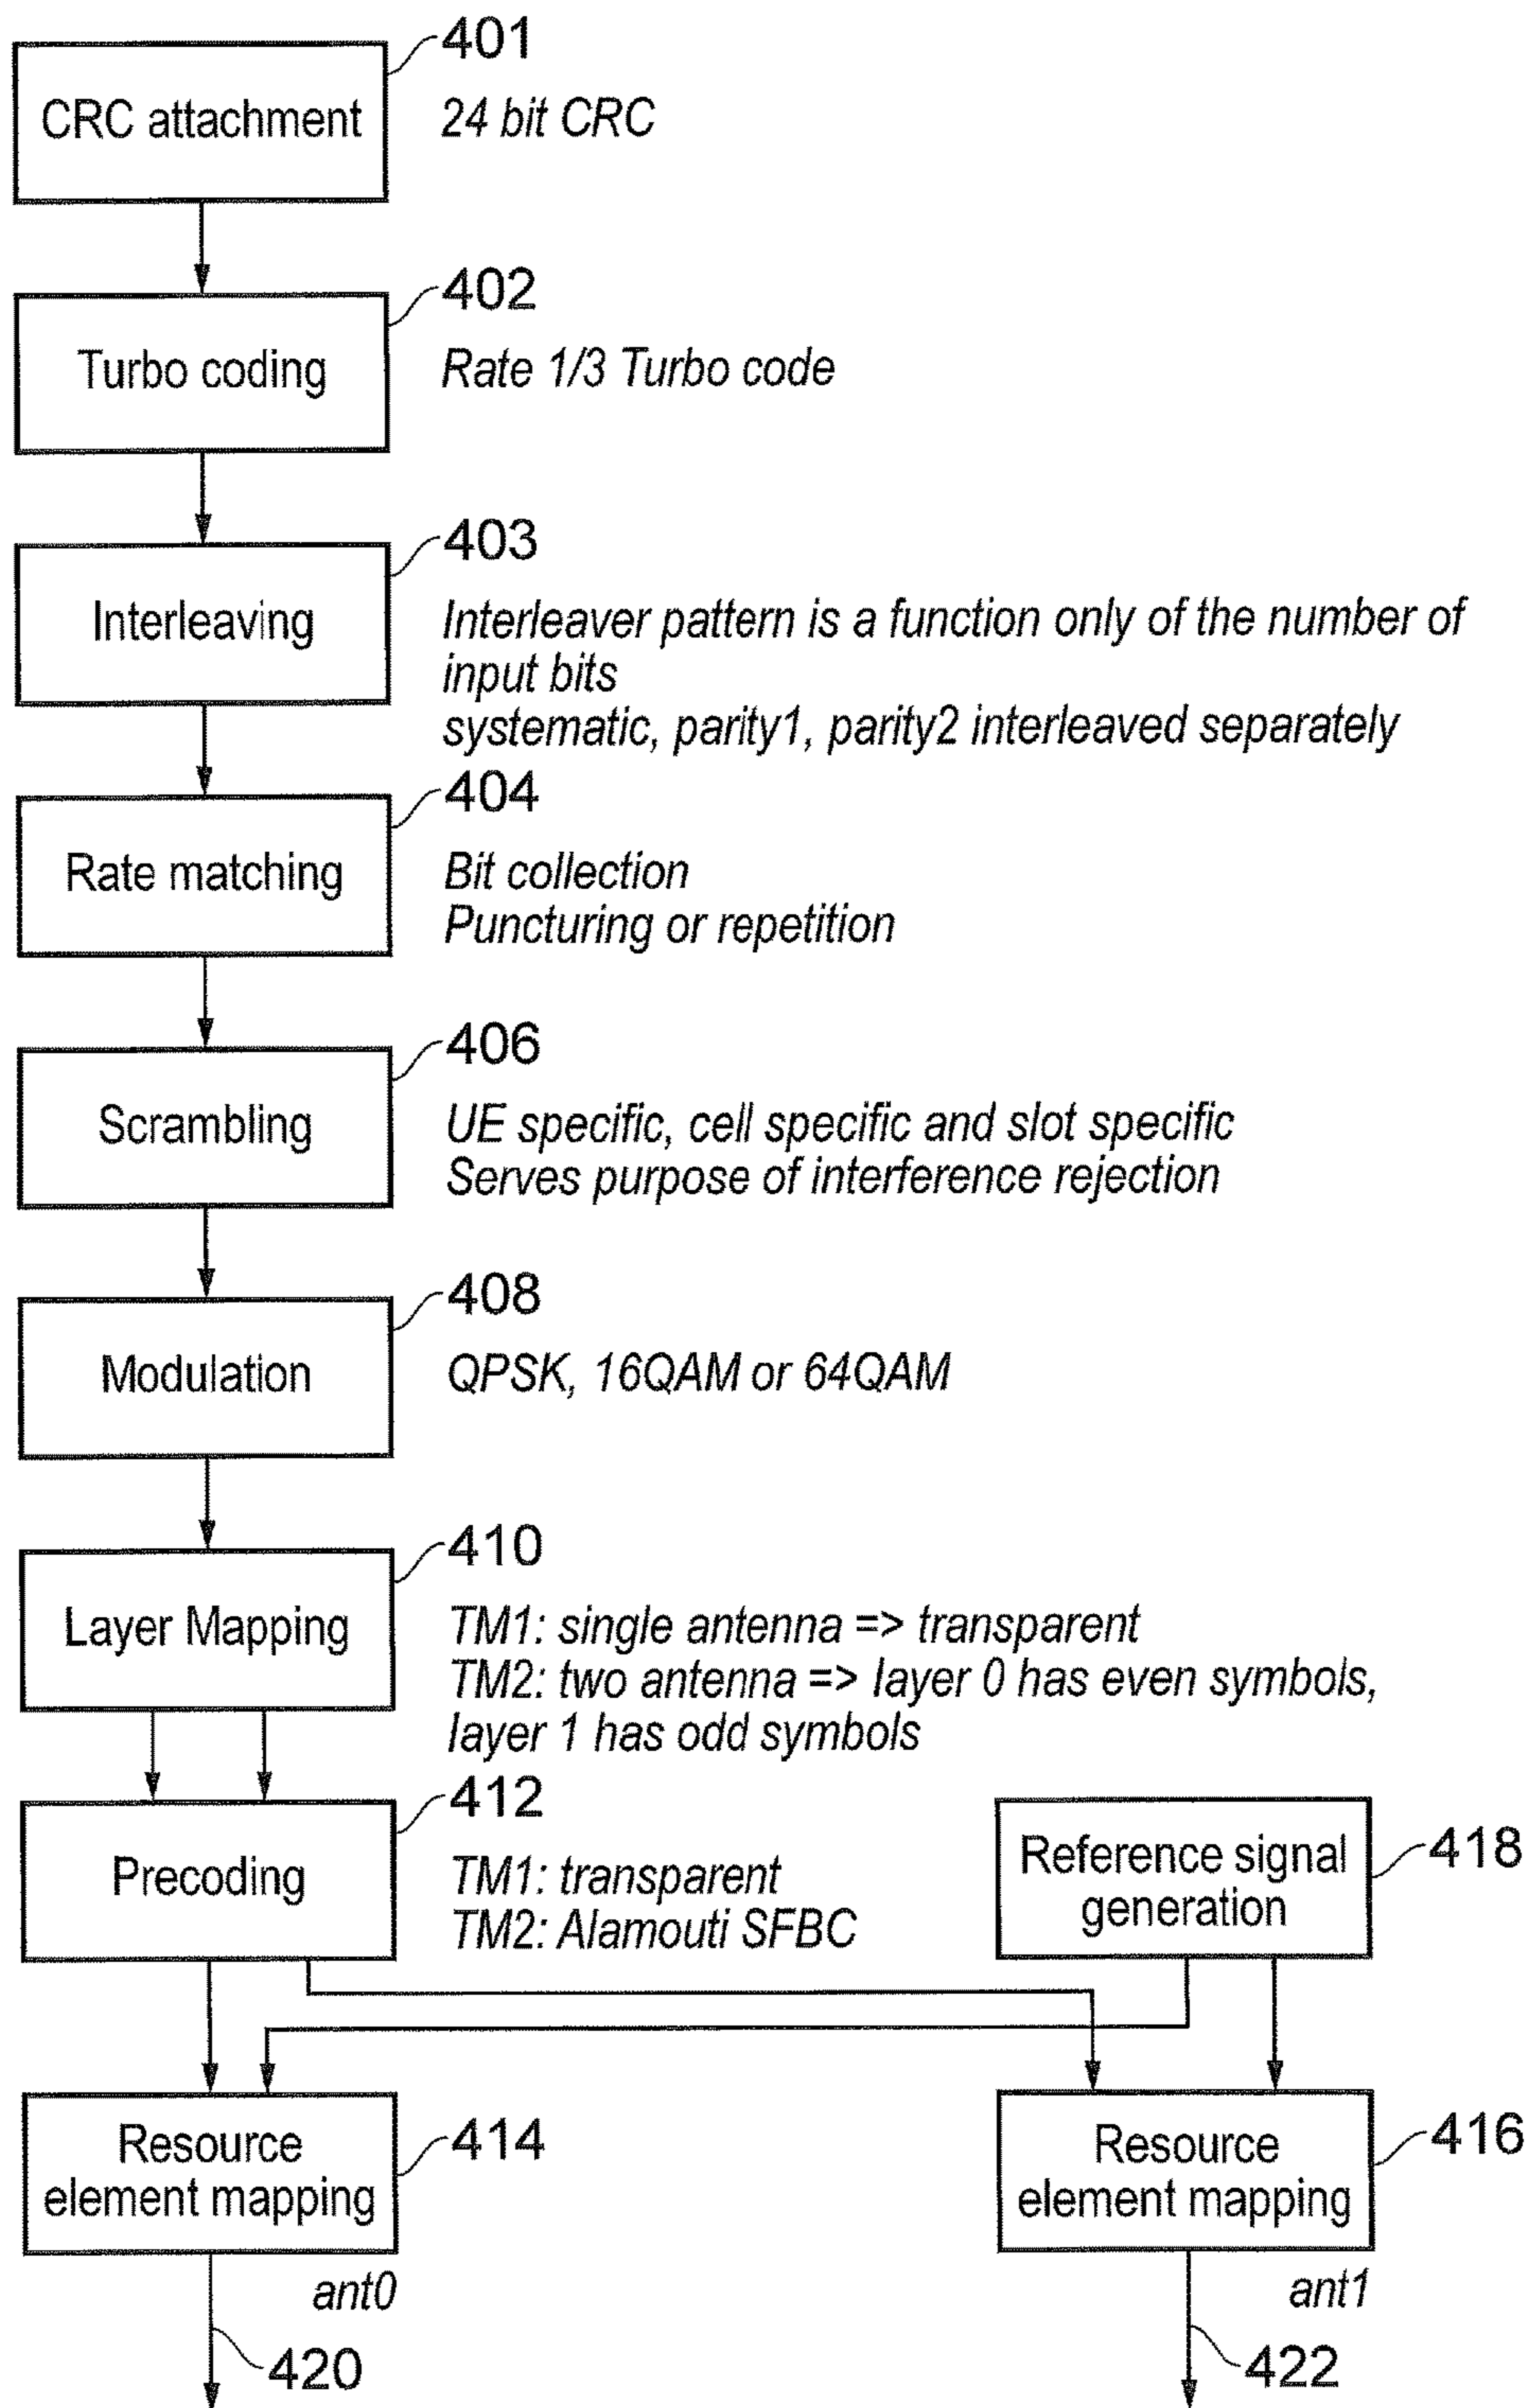 401
CRC attachment
24 bit CRC
402
Turbo coding
Rate 1/3 Turbo code
403
Interleaving
Interleaver pattern is a function only of the number of
input bits
systematic, parity1, parity2 interleaved separately
404
Rate matching
Bit collection
Puncturing or repetition
406
Scrambling
UE specific, cell specific and slot specific
Serves purpose of interference rejection
408
Modulation
QPSK, 16QAM or 64QAM
410
Layer Mapping
TM1: single antenna => transparent
TM2: two antenna => layer 0 has even symbols,
layer 1 has odd symbols
412
Precoding
TM1: transparent
TM2: Alamouti SFBC
Reference signal
generation
418
Resource
element mapping
414
Resource
element mapping
416
ant0
420
ant1
422